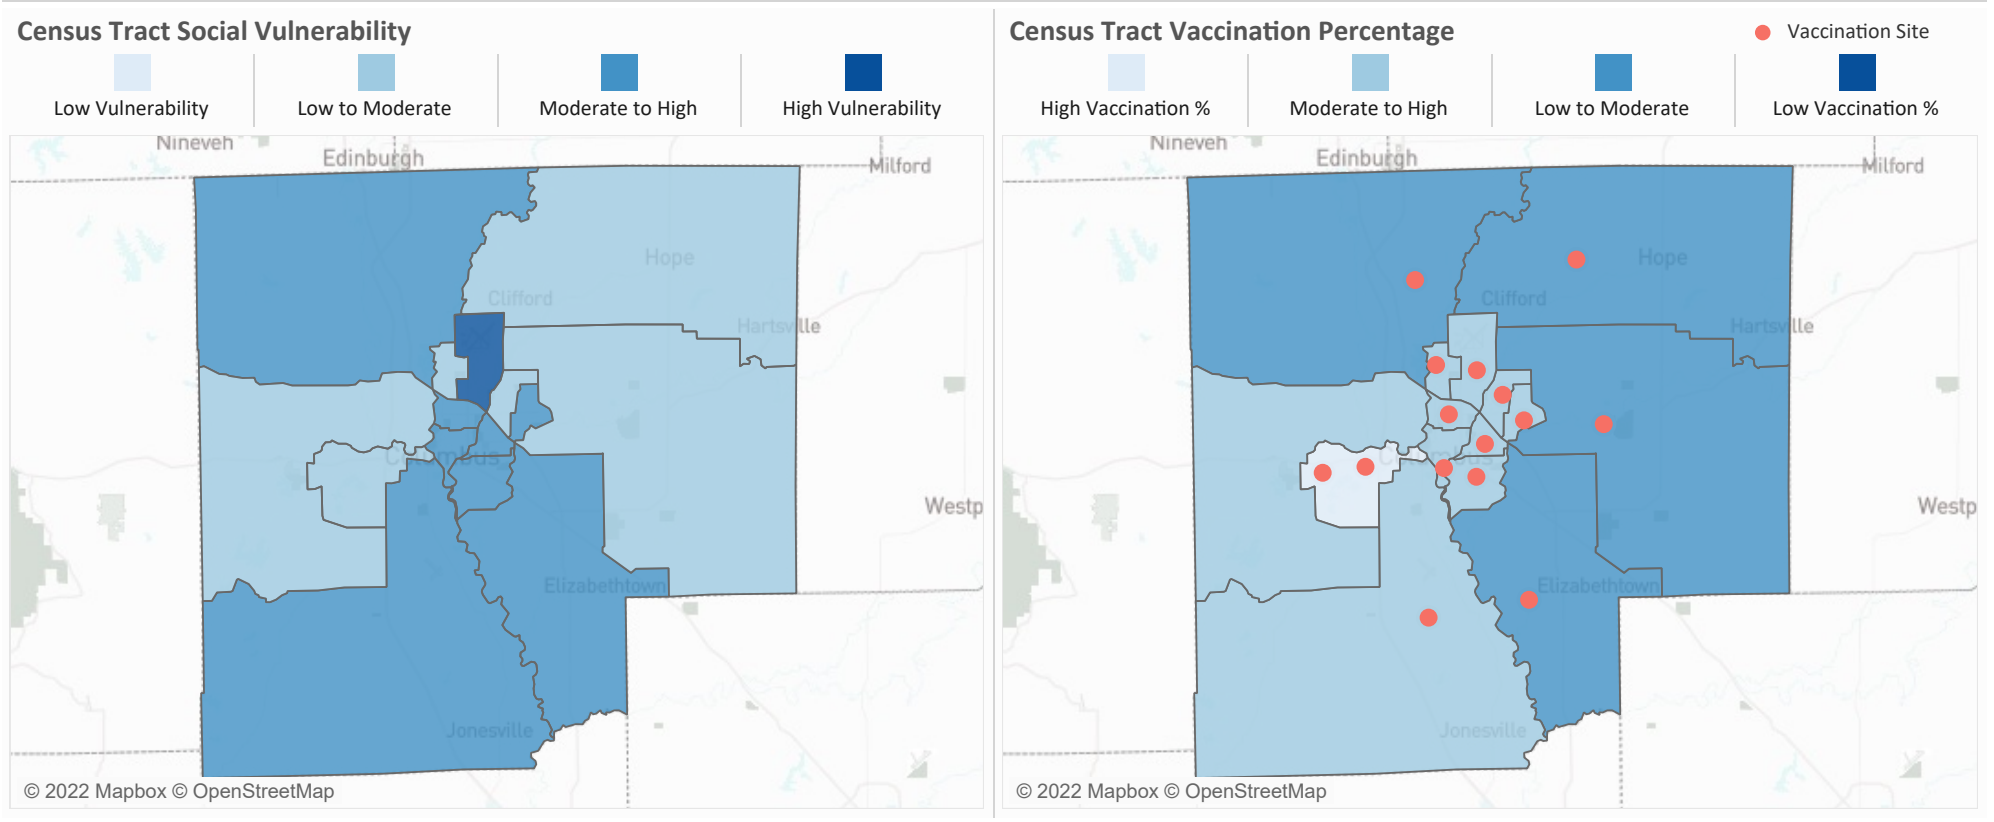 Census Tract Social Vulnerability
Low Vulnerability
Low to Moderate
Moderate to High
High Vulnerability
Nineveh
Edinburgh
Milford
Hope
Clifford
Hartsville
Columbus
Westp
Elizabethtown
Jonesville
© 2022 Mapbox © OpenStreetMap
Census Tract Vaccination Percentage
Vaccination Site
High Vaccination %
Moderate to High
Low to Moderate
Low Vaccination %
Nineveh
Edinburgh
Milford
Hope
Clifford
Hartsville
Columbus
Westp
Elizabethtown
Jonesville
© 2022 Mapbox © OpenStreetMap